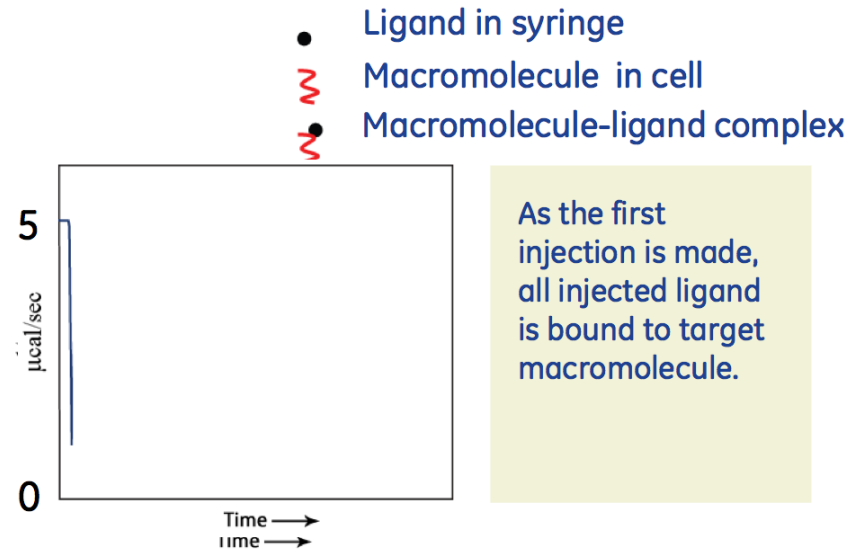 Ligand in syringe
Macromolecule in cell
Macromolecule-ligand complex
5
µcal/sec
0
Time
Time
As the first
injection is made,
all injected ligand
is bound to target
macromolecule.